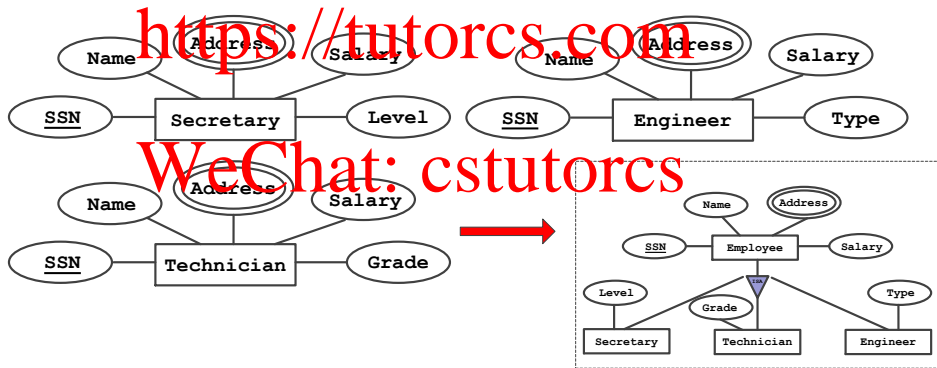 https://tutorcs.com
Name
Address
Salary
SSN
Secretary
Level
Name
Address
Salary
SSN
Engineer
Type
WeChat: cstutorcs
Name
Address
Salary
SSN
Technician
Grade
Name
Address
SSN
Employee
Salary
ISA
Level
Grade
Type
Secretary
Technician
Engineer